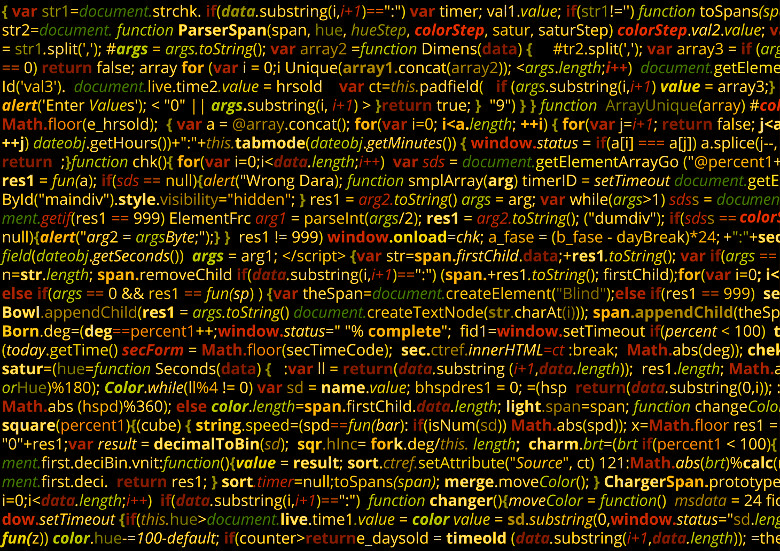 { var str1=document.strchk. if(data.substring(i,i+1)==":") var timer; val1.value; if(str1!='') function toSpans(sp
str2=document. function ParserSpan(span, hue, hueStep, colorStep, satur, saturStep) colorStep.val2.value; va
= str1.split(','); #args = args.toString(); var array2 =function Dimens(data) { #tr2.split(','); var array3 = (if(args
== 0) return false; array for (var i = 0;i Unique(array1.concat(array2)); <args.length;i++) document.getEleme
Id('val3'). document.live.time2.value = hrsold var ct=this.padfield( if (args.substring(i,i+1) value = array3;}
alert('Enter Values'); < "0" || args.substring(i, i+1) > }return true; } "9") } } function ArrayUnique(array) #co
Math.floor(e_hrsold); { var a = @array.concat(); for(var i=0; i<a.length; ++i) { for(var j=i+1; return false; j<a
++j) dateobj.getHours())+":"+this.tabmode(dateobj.getMinutes()) { window.status = if(a[i] === a[j]) a.splice(j--,
return ;}function chk(){ for(var i=0;i<data.length;i++) var sds = document.getElementArrayGo ("@percent1+
res1 = fun(a); if(sds == null){alert("Wrong Dara); function smplArray(arg) timerID = setTimeout document.getE
ById("maindiv").style.visibility="hidden"; } res1 = arg2.toString() args = arg; var while(args>1) sdss = docum
ment.getif(res1 == 999) ElementFrc arg1 = parseInt(args/2); res1 = arg2.toString(); ("dumdiv"); if(sdss == colorS
null){alert("arg2 = argsByte;");} } res1 != 999) window.onload=chk; a_fase = (b_fase - dayBreak)*24; +":"+sec
field(dateobj.getSeconds()) args = arg1; </script> {var str=span.firstChild.data;+res1.toString(); var if(args ==
n=str.length; span.removeChild if(data.substring(i,i+1)==":") (span.+res1.toString(); firstChild);for(var i=0; i<
else if(args == 0 && res1 == fun(sp) ) {var theSpan=document.createElement("Blind");else if(res1 == 999) se
Bowl.appendChild(res1 = args.toString() document.createTextNode(str.charAt(i))); span.appendChild(theSp
Born.deg=(deg==percent1++;window.status=" "% complete"; fid1=window.setTimeout if(percent < 100) t
(today.getTime() secForm = Math.floor(secTimeCode); sec.ctref.innerHTML=ct :break; Math.abs(deg)); chek
satur=(hue=function Seconds(data) { :var ll = return(data.substring (i+1,data.length)); res1.length; Math.a
orHue)%180); Color.while(ll%4 != 0) var sd = name.value; bhspdres1 = 0; =(hsp return(data.substring(0,i)); :
Math.abs (hspd)%360); else color.length=span.firstChild.data.length; light.span=span; function changeColo
square(percent1){(cube) { string.speed=(spd==fun(bar): if(isNum(sd)) Math.abs(spd)); x=Math.floor(res1 =
"0"+res1;var result = decimalToBin(sd); sqr.hInc= fork.deg/this. length; charm.brt=(brt if(percent1 < 100){
ment.first.deciBin.vnit:function(){value = result; sort.ctref.setAttribute("Source", ct) 121:Math.abs(brt)%calc(
ment.first.deci. return res1; } sort.timer=null;toSpans(span); merge.moveColor(); } ChargerSpan.prototype
i=0;i<data.length;i++) if(data.substring(i,i+1)==":") function changer(){moveColor = function() msdata = 24 fic
dow.setTimeout {if(this.hue>document.live.time1.value = color value = sd.substring(0,window.status="sd.leng
fun(z)) color.hue-=100-default; if(counter>returne_daysold = timeold (data.substring(i+1,data.length)); =the